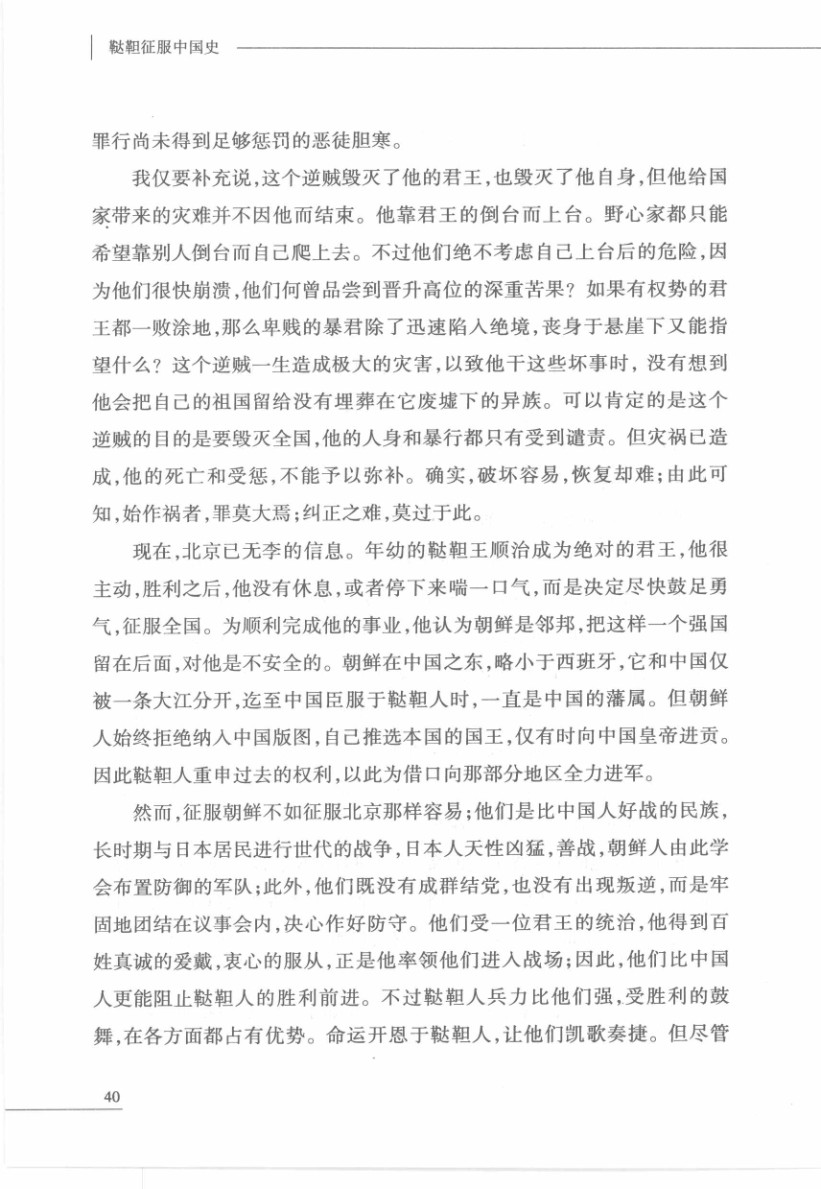 鞑靼征服中国史
罪行尚未得到足够惩罚的恶徒胆寒。
我仅要补充说,这个逆贼毁灭了他的君王,也毁灭了他自身,但他给国
家带来的灾难并不因他而结束。他靠君王的倒台而上台。野心家都只能
希望靠别人倒台而自己爬上去。不过他们绝不考虑自己上台后的危险,因
为他们很快崩溃,他们何曾品尝到晋升高位的深重苦果?如果有权势的君
王都一败涂地,那么卑贱的暴君除了迅速陷入绝境,丧身于悬崖下又能指
望什么?这个逆贼一生造成极大的灾害,以致他干这些坏事时,没有想到
他会把自己的祖国留给没有埋葬在它废墟下的异族。可以肯定的是这个
逆贼的目的是要毁灭全国,他的人身和暴行都只有受到谴责。但灾祸已造
成,他的死亡和受惩,不能予以弥补。确实,破坏容易,恢复却难;由此可
知,始作祸者,罪莫大焉;纠正之难,莫过于此。
现在,北京已无李的信息。年幼的鞑靼王顺治成为绝对的君王,他很
主动,胜利之后,他没有休息,或者停下来喘一口气,而是决定尽快鼓足勇
气,征服全国。为顺利完成他的事业,他认为朝鲜是邻邦,把这样一个强国
留在后面,对他是不安全的。朝鲜在中国之东,略小于西班牙,它和中国仅
被一条大江分开,迄至中国臣服于鞑靼人时,一直是中国的藩属。但朝鲜
人始终拒绝纳入中国版图,自己推选本国的国王,仅有时向中国皇帝进贡。
因此鞑靼人重申过去的权利,以此为借口向那部分地区全力进军。
然而,征服朝鲜不如征服北京那样容易;他们是比中国人好战的民族,
长时期与日本居民进行世代的战争,日本人天性凶猛,善战,朝鲜人由此学
会布置防御的军队;此外,他们既没有成群结党,也没有出现叛逆,而是牢
固地团结在议事会内,决心作好防守。他们受一位君王的统治,他得到百
姓真诚的爱戴,衷心的服从,正是他率领他们进入战场;因此,他们比中国
人更能阻止鞑靼人的胜利前进。不过鞑靼人兵力比他们强,受胜利的鼓
舞,在各方面都占有优势。命运开恩于鞑靼人,让他们凯歌奏捷。但尽管
40